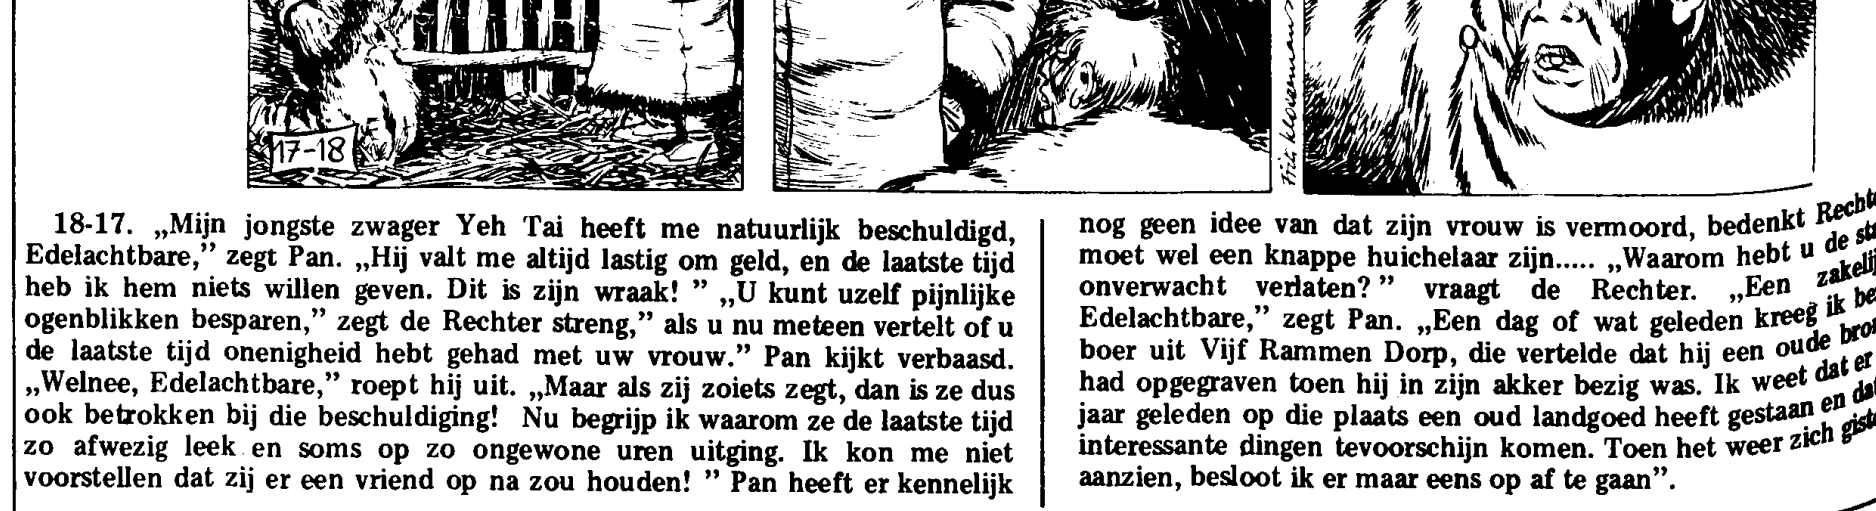 17-18
Frits Kloezeman
18-17. „Mijn jongste zwager Yeh Tai heeft me natuurlijk beschuldigd,
Edelachtbare,” zegt Pan. „Hij valt me altijd lastig om geld, en de laatste tijd
heb ik hem niets willen geven. Dit is zijn wraak! ” „U kunt uzelf pijnlijke
ogenblikken besparen,” zegt de Rechter streng,” als u nu meteen vertelt of u
de laatste tijd onenigheid hebt gehad met uw vrouw.” Pan kijkt verbaasd.
„Welnee, Edelachtbare,” roept hij uit. „Maar als zij zoiets zegt, dan is ze dus
ook betrokken bij die beschuldiging! Nu begrijp ik waarom ze de laatste tijd
zo afwezig leek en soms op zo ongewone uren uitging. Ik kon me niet
voorstellen dat zij er een vriend op na zou houden! ” Pan heeft er kennelijk
nog geen idee van dat zijn vrouw is vermoord, bedenkt
moet wel een knappe huichelaar zijn..... „Waarom hebt u de
onverwacht verlaten? ” vraagt de Rechter. „Een
Edelachtbare,” zegt Pan. „Een dag of wat geleden kreeg ik
boer uit Vijf Rammen Dorp, die vertelde dat hij een oude
had opgegraven toen hij in zijn akker bezig was. Ik weet dat er
jaar geleden op die plaats een oud landgoed heeft gestaan en
interessante dingen tevoorschijn komen. Toen het weer zich
aanzien, besloot ik er maar eens op af te gaan”.